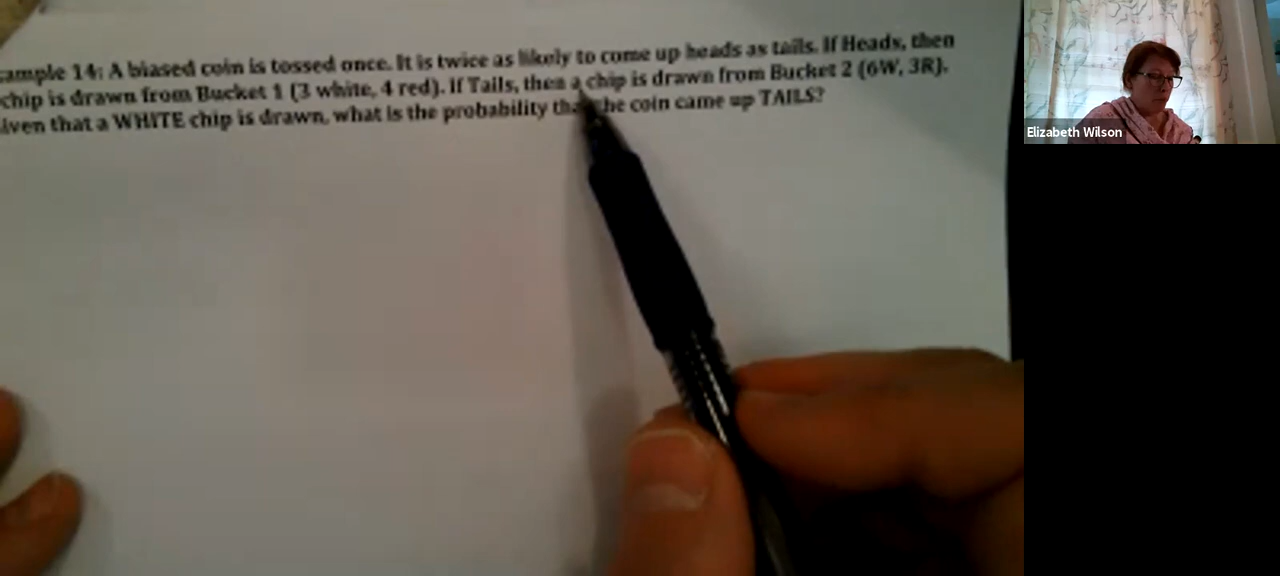 ample 14: A biased coin is tossed once. It is twice as likely to come up heads as tails. If Heads, then
chip is drawn from Bucket 1 (3 white, 4 red). If Tails, then a chip is drawn from Bucket 2 (6W, 3R).
iven that a WHITE chip is drawn, what is the probability that the coin came up TAILS?
Elizabeth Wilson